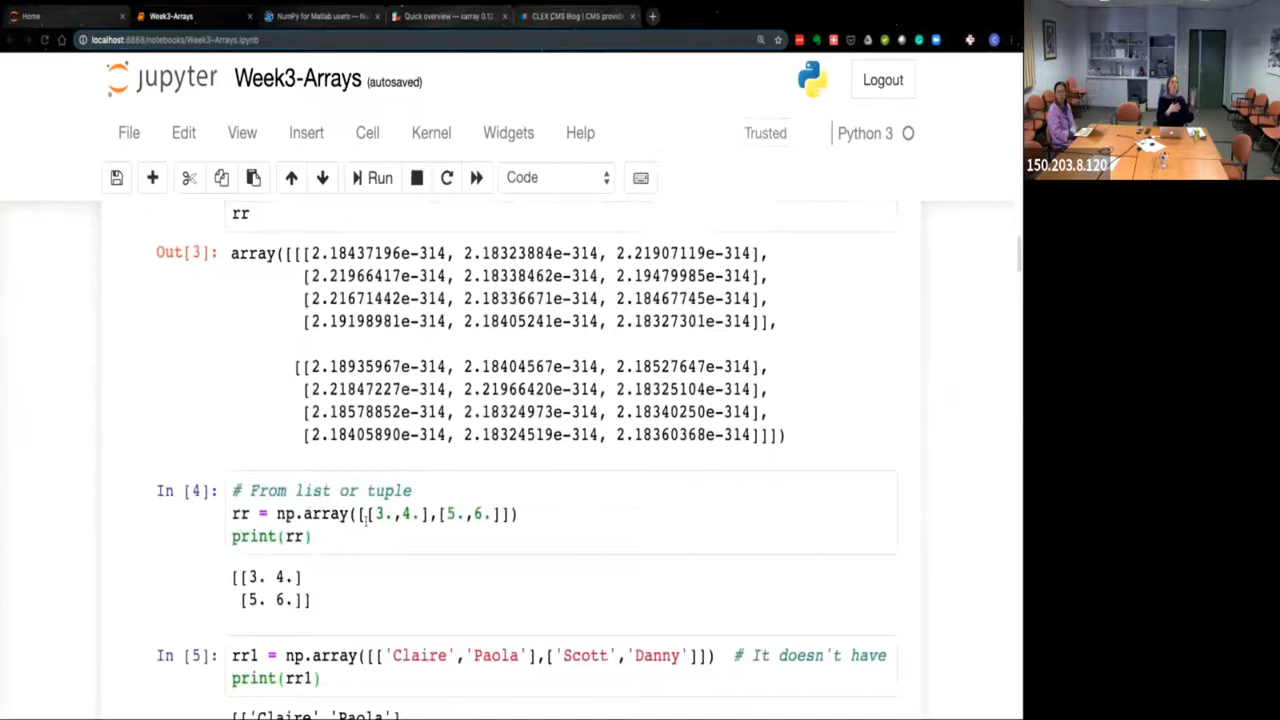 Home
Week3-Arrays
NumPy for Matlab users — Nu
Quick overview — xarray 0.12
CLEX CMS Blog | CMS provid
localhost:8888/notebooks/Week3-Arrays.ipynb
jupyter Week3-Arrays (autosaved)
Logout
File Edit View Insert Cell Kernel Widgets Help
Trusted
Python 3
Run
Code
rr
Out[3]: array([[[2.18437196e-314, 2.18323884e-314, 2.21907119e-314],
[2.21966417e-314, 2.18338462e-314, 2.19479985e-314],
[2.21671442e-314, 2.18336671e-314, 2.18467745e-314],
[2.19198981e-314, 2.18405241e-314, 2.18327301e-314]],
[[2.18935967e-314, 2.18404567e-314, 2.18527647e-314],
[2.21847227e-314, 2.21966420e-314, 2.18325104e-314],
[2.18578852e-314, 2.18324973e-314, 2.18340250e-314],
[2.18405890e-314, 2.18324519e-314, 2.18360368e-314]]])
In [4]: # From list or tuple
rr = np.array([[3.,4.],[5.,6.]])
print(rr)
[[3. 4.]
[5. 6.]]
In [5]: rr1 = np.array([['Claire','Paola'],['Scott','Danny']]) # It doesn't have
print(rr1)
[['Claire' 'Paola']
150.203.8.120